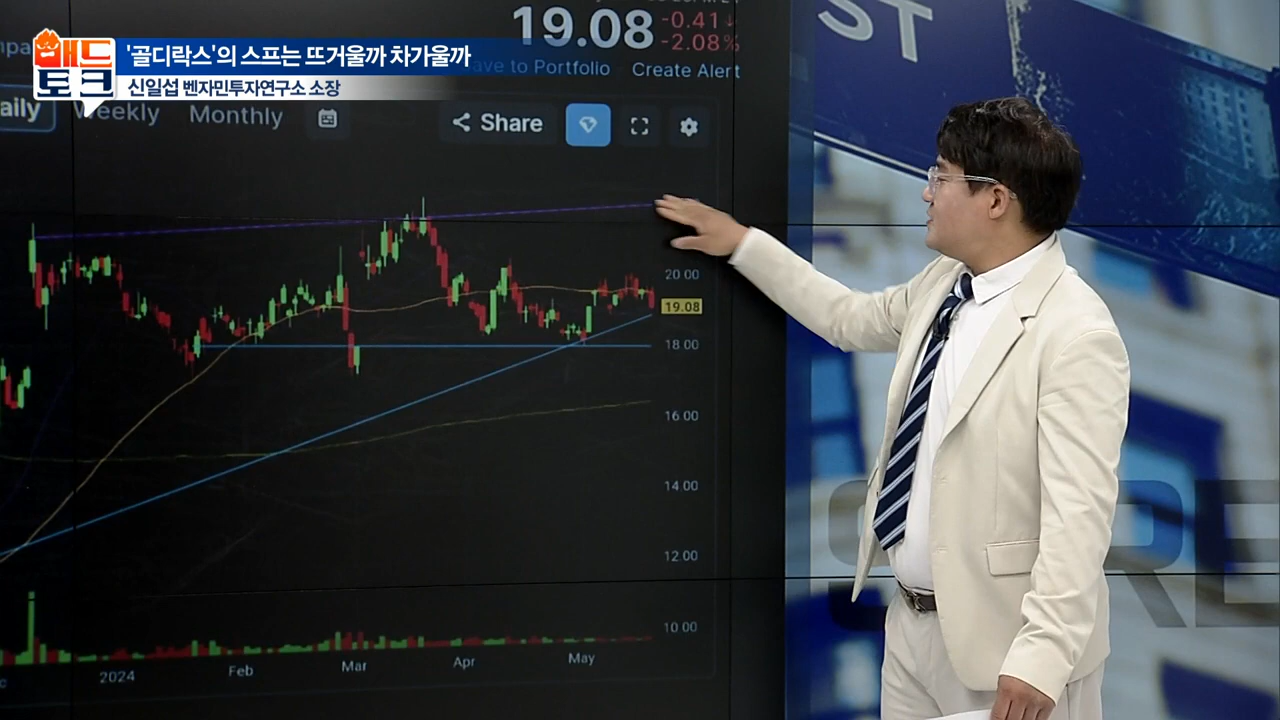 19.08
-0.41↓
-2.08%
매드
토크
'골디락스'의 스프는 뜨거울까 차가울까
신일섭 벤자민투자연구소 소장
ave to Portfolio
Create Alert
aily
Weekly
Monthly
Share
20 00
19.08
18 00
16 00
14 00
12 00
10 00
2024
Feb
Mar
Apr
May
ST